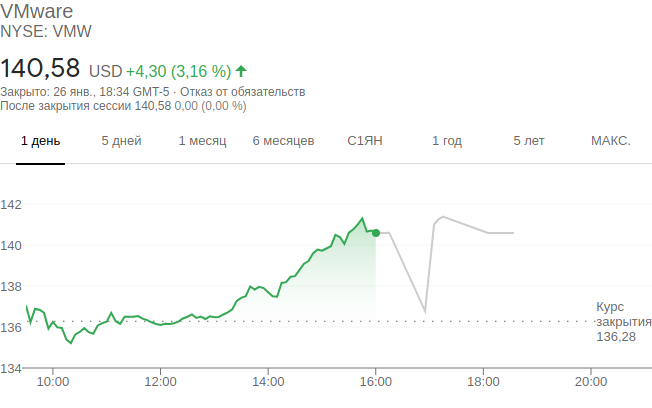 VMware
NYSE: VMW
140,58 USD +4,30 (3,16 %)
Закрыто: 26 янв., 18:34 GMT-5 · Отказ от обязательств
После закрытия сессии 140,58 0,00 (0,00 %)
1 день 5 дней 1 месяц 6 месяцев С1ЯН 1 год 5 лет МАКС.
142
140
138
136
134
Курс
закрытия
136,28
10:00 12:00 14:00 16:00 18:00 20:00